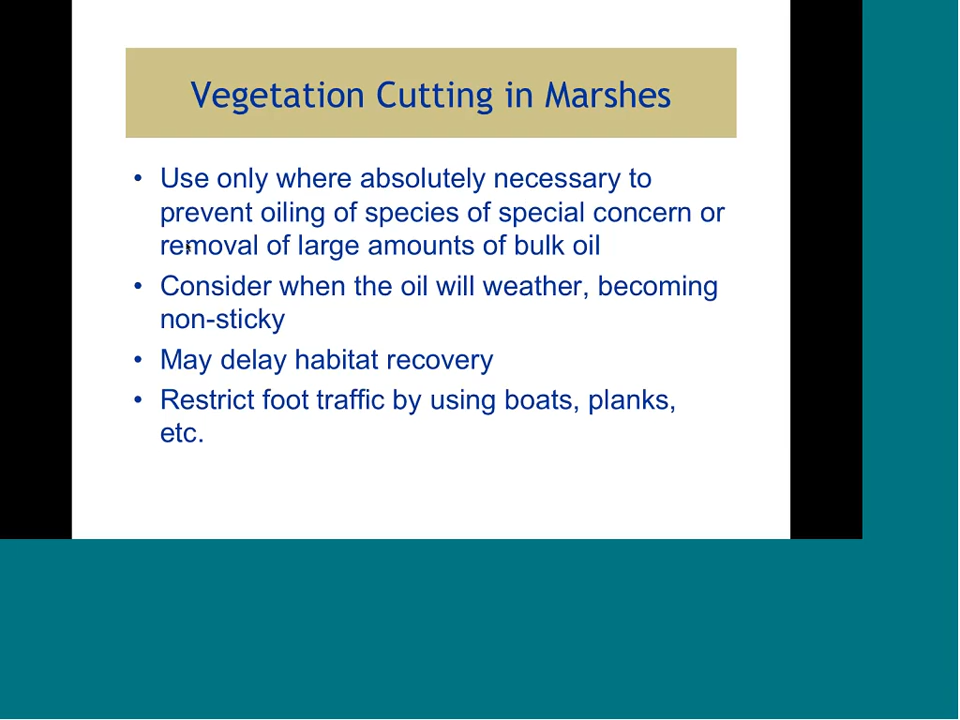 Vegetation Cutting in Marshes
• Use only where absolutely necessary to
prevent oiling of species of special concern or
removal of large amounts of bulk oil
• Consider when the oil will weather, becoming
non-sticky
• May delay habitat recovery
• Restrict foot traffic by using boats, planks,
etc.